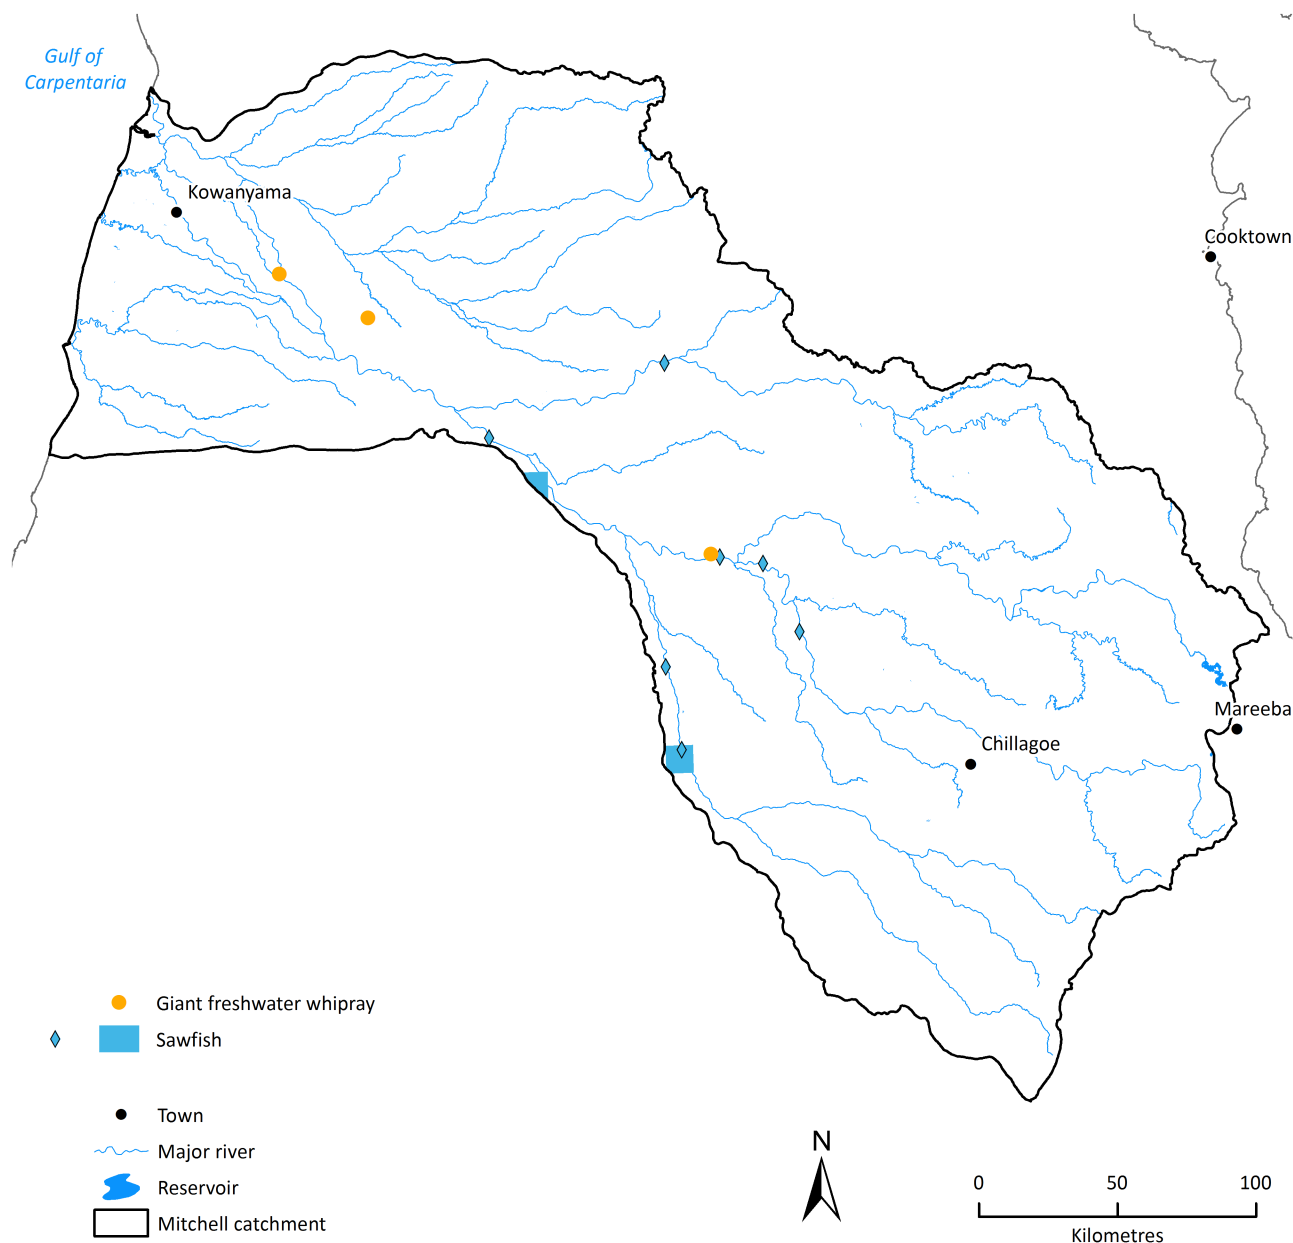 Gulf of
Carpentaria
Kowanyama
Cooktown
Mareeba
Chillagoe
Giant freshwater whipray
Sawfish
Town
Major river
Reservoir
Mitchell catchment
N
0 50 100
Kilometres